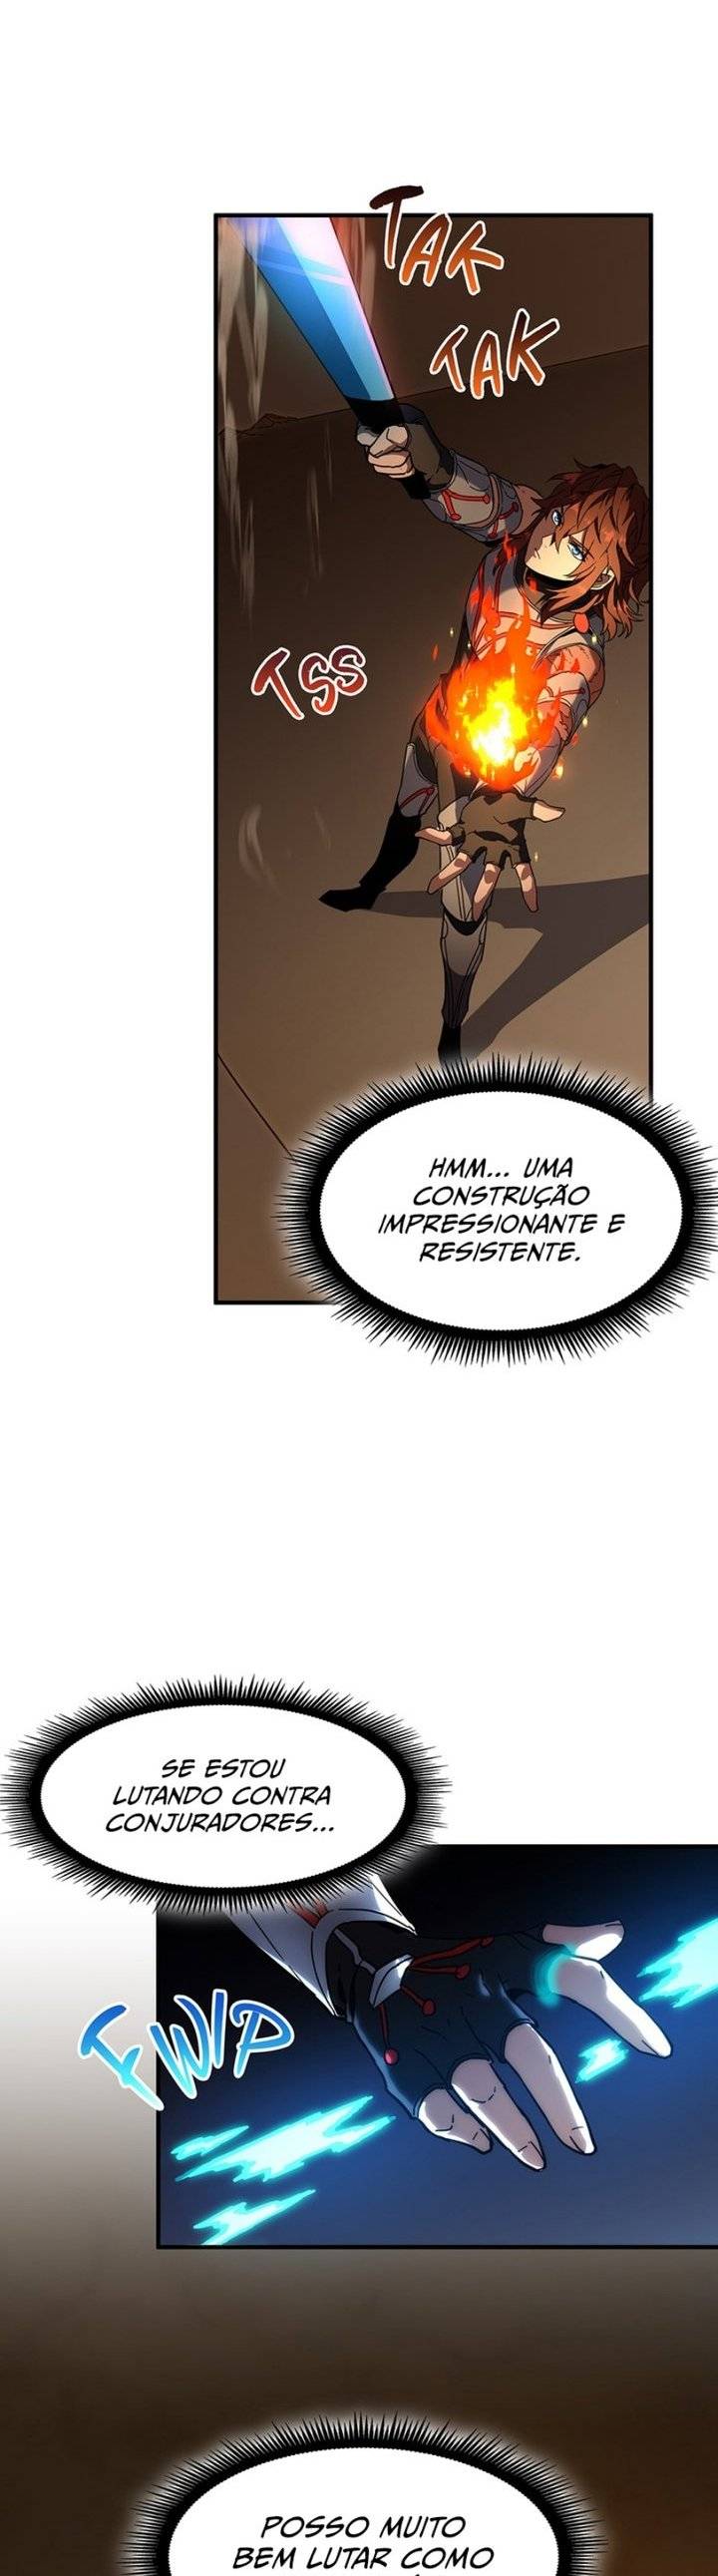 TAK
TAK
TSS
HMM... UMA
CONSTRUÇÃO
IMPRESSIONANTE E
RESISTENTE.
SE ESTOU
LUTANDO CONTRA
CONJURADORES...
FWIP
POSSO MUITO
BEM LUTAR COMO